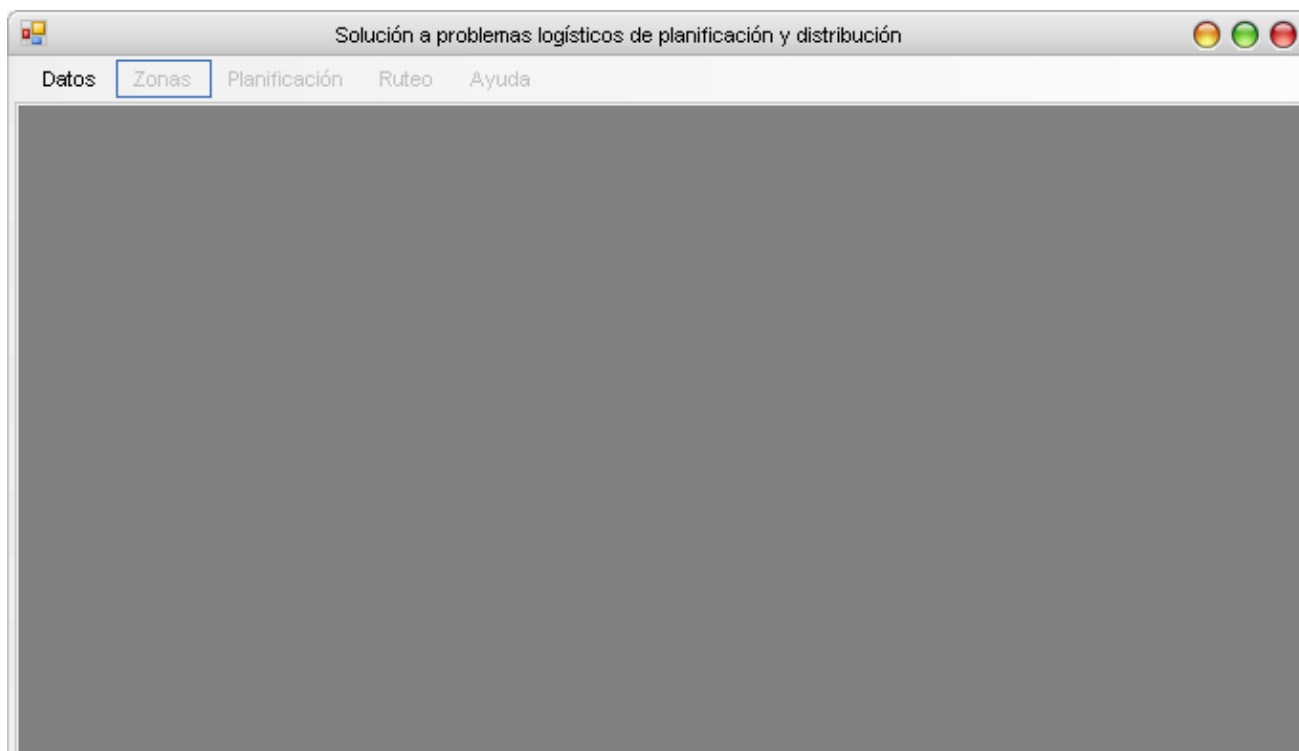 Solución a problemas logísticos de planificación y distribución
Datos Zonas Planificación Ruteo Ayuda